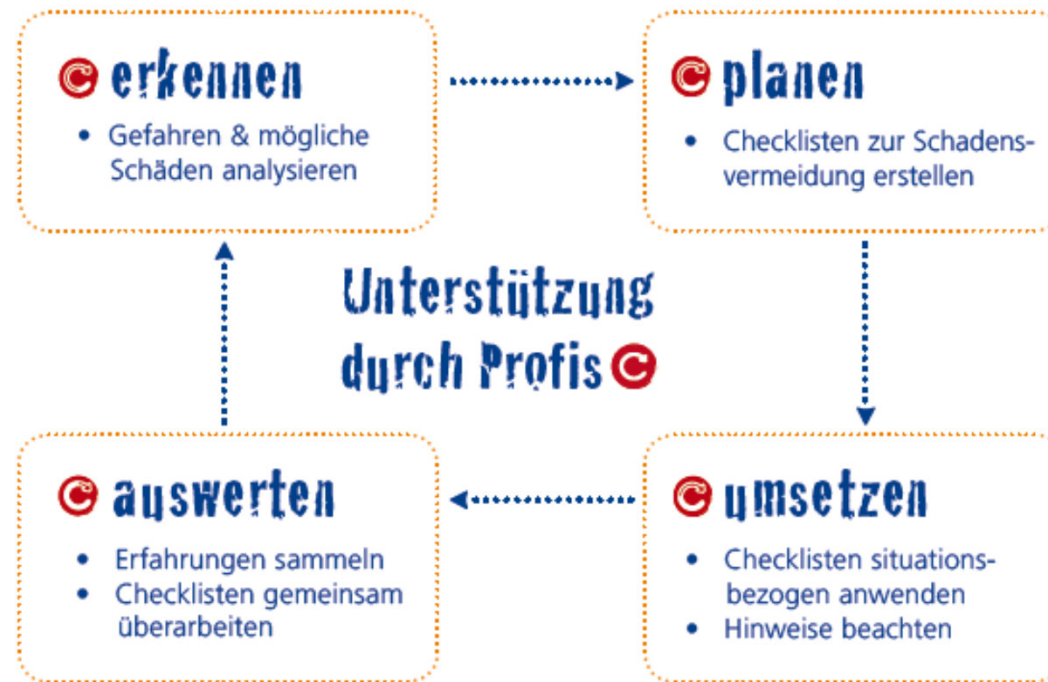 © erkennen
• Gefahren & mögliche
Schäden analysieren
© planen
• Checklisten zur Schadens-
vermeidung erstellen
Unterstützung
durch Profis ©
© auswerten
• Erfahrungen sammeln
• Checklisten gemeinsam
überarbeiten
© umsetzen
• Checklisten situations-
bezogen anwenden
• Hinweise beachten